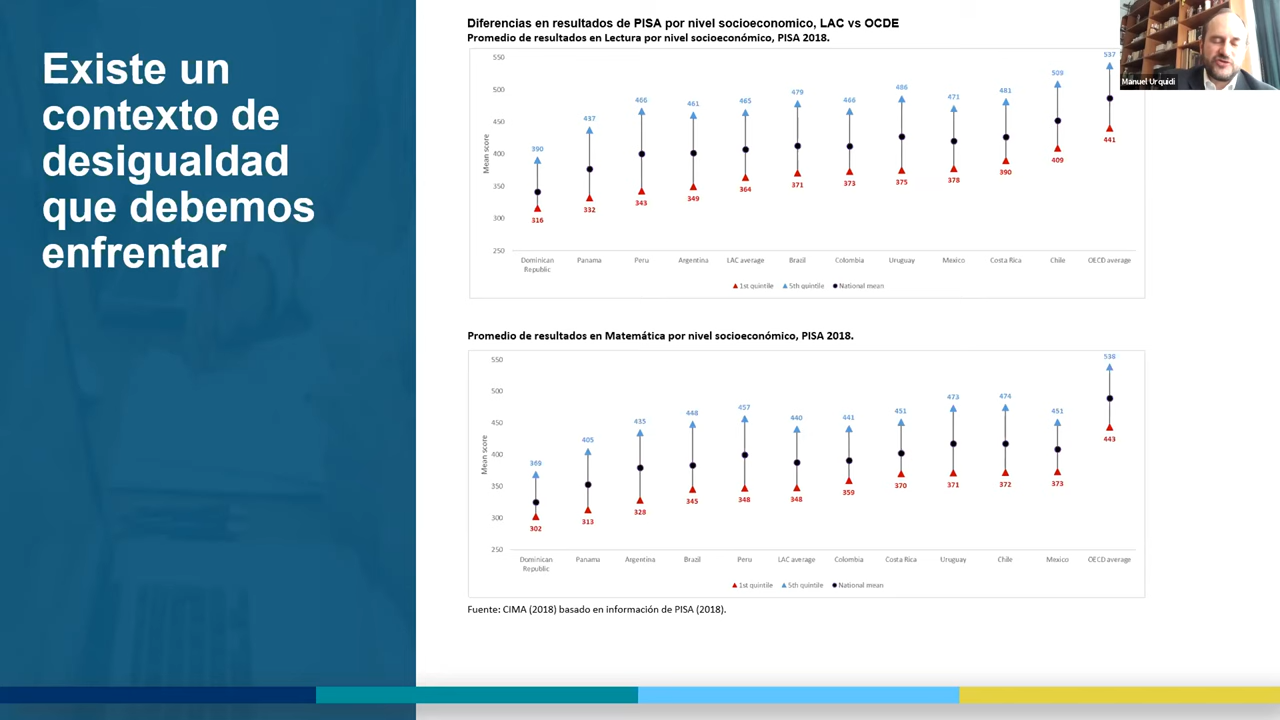 Existe un
contexto de
desigualdad
que debemos
enfrentar
Diferencias en resultados de PISA por nivel socioeconomico, LAC vs OCDE
Promedio de resultados en Lectura por nivel socioeconómico, PISA 2018.
Manuel Urquidi
550
500
450
400
350
300
250
Mean score
390 437 466 461 465 479 466 486 471 481 509 537
316 332 343 349 364 371 373 375 378 390 409 441
Dominican Republic Panama Peru Argentina LAC average Brazil Colombia Uruguay Mexico Costa Rica Chile OECD average
1st quintile 5th quintile National mean
Promedio de resultados en Matemática por nivel socioeconómico, PISA 2018.
550
500
450
400
350
300
250
Mean score
369 405 435 448 457 440 441 451 473 474 451 538
302 313 328 345 348 348 359 370 371 372 373 443
Dominican Republic Panama Argentina Brazil Peru LAC average Colombia Costa Rica Uruguay Chile Mexico OECD average
1st quintile 5th quintile National mean
Fuente: CIMA (2018) basado en información de PISA (2018).